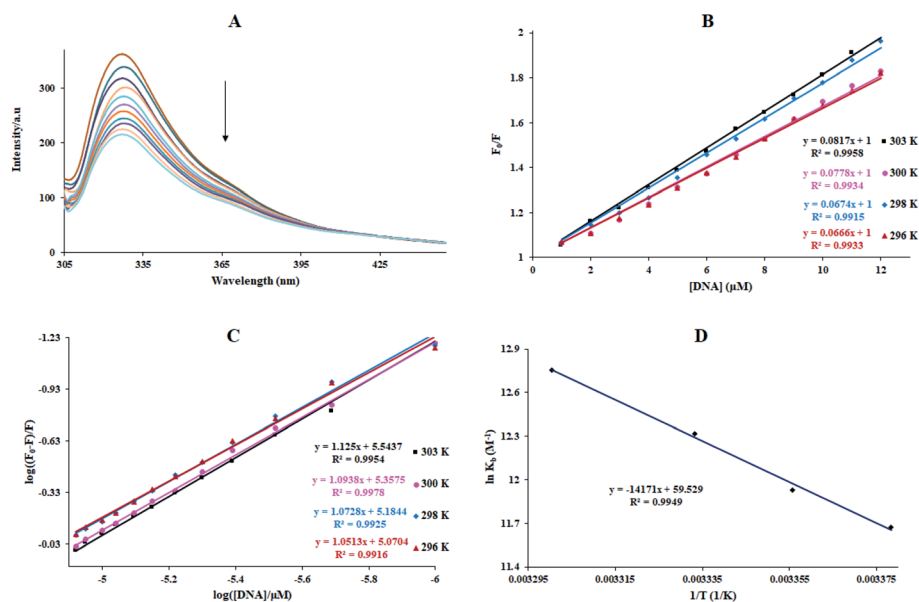 A
Intensity/a.u
300
200
100
0
305
335
365
395
425
Wavelength (nm)
B
F₀/F
2
1.8
1.6
1.4
1.2
1
0
2
4
6
8
10
12
[DNA] (µM)
y = 0.0817x + 1
R² = 0.9958
303 K
y = 0.0778x + 1
R² = 0.9934
300 K
y = 0.0674x + 1
R² = 0.9915
298 K
y = 0.0666x + 1
R² = 0.9933
296 K
C
log((F₀-F)/F)
-1.23
-0.93
-0.63
-0.33
-0.03
-5
-5.2
-5.4
-5.6
-5.8
-6
log([DNA]/µM)
y = 1.125x + 5.5437
R² = 0.9954
303 K
y = 1.0938x + 5.3575
R² = 0.9978
300 K
y = 1.0728x + 5.1844
R² = 0.9925
298 K
y = 1.0513x + 5.0704
R² = 0.9916
296 K
D
ln K_b (M⁻¹)
12.9
12.6
12.3
12
11.7
11.4
0.003295
0.003315
0.003335
0.003355
0.003375
1/T (1/K)
y = -14171x + 59.529
R² = 0.9949